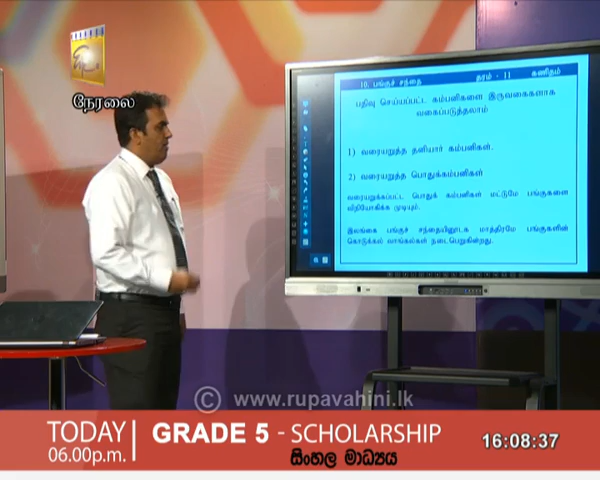 நேரலை
10. பங்குச் சந்தை தரம் - 11 கணிதம்
பதிவு செய்யப்பட்ட கம்பனிகளை இருவகைகளாக
வகைப்படுத்தலாம்
1) வரையறுத்த தனியார் கம்பனிகள்.
2) வரையறுத்த பொதுக்கம்பனிகள்
வரையறுக்கப்பட்ட பொதுக் கம்பனிகள் மட்டுமே பங்குகளை
விநியோகிக்க முடியும்.
இலங்கை பங்குச் சந்தையினூடாக மாத்திரமே பங்குகளின்
கொடுக்கல் வாங்கல்கள் நடைபெறுகின்றது.
© www.rupavahini.lk
TODAY GRADE 5 - SCHOLARSHIP 16:08:37
06.00p.m. සිංහල මාධ්‍යය